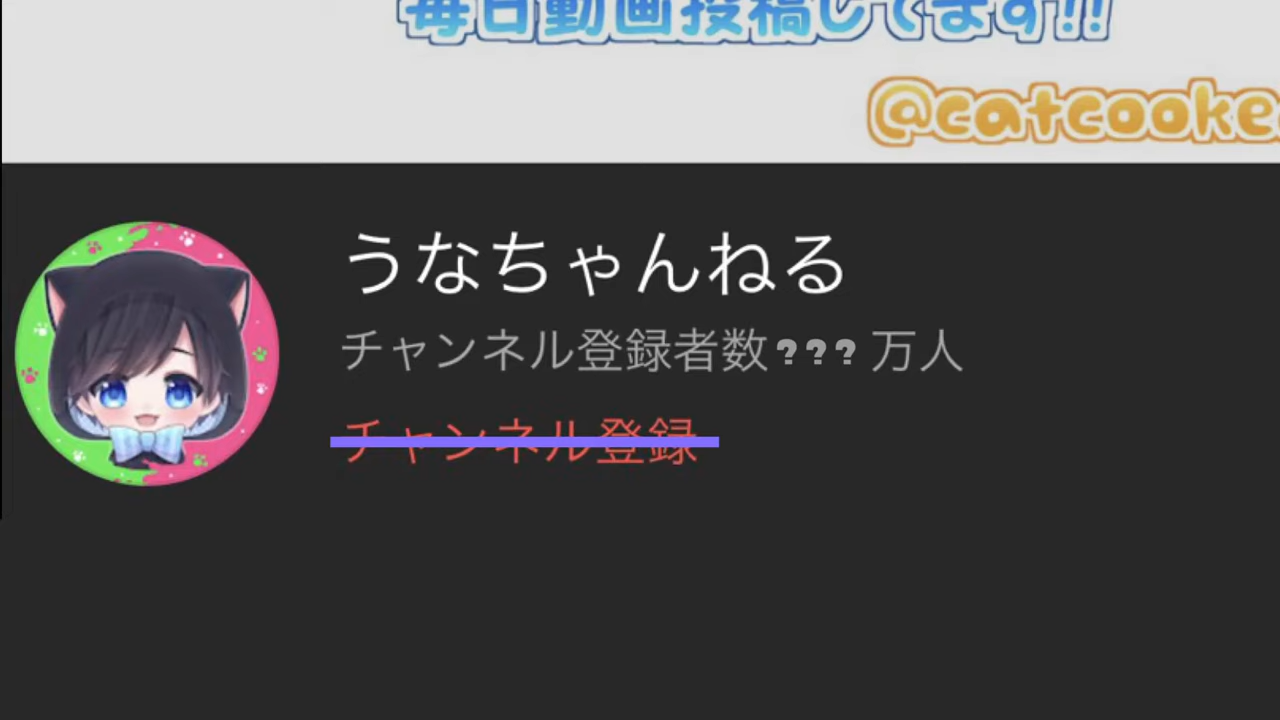 毎日動画投稿してます!!
@catcooke
うなちゃんねる
チャンネル登録者数??? 万人
チャンネル登録